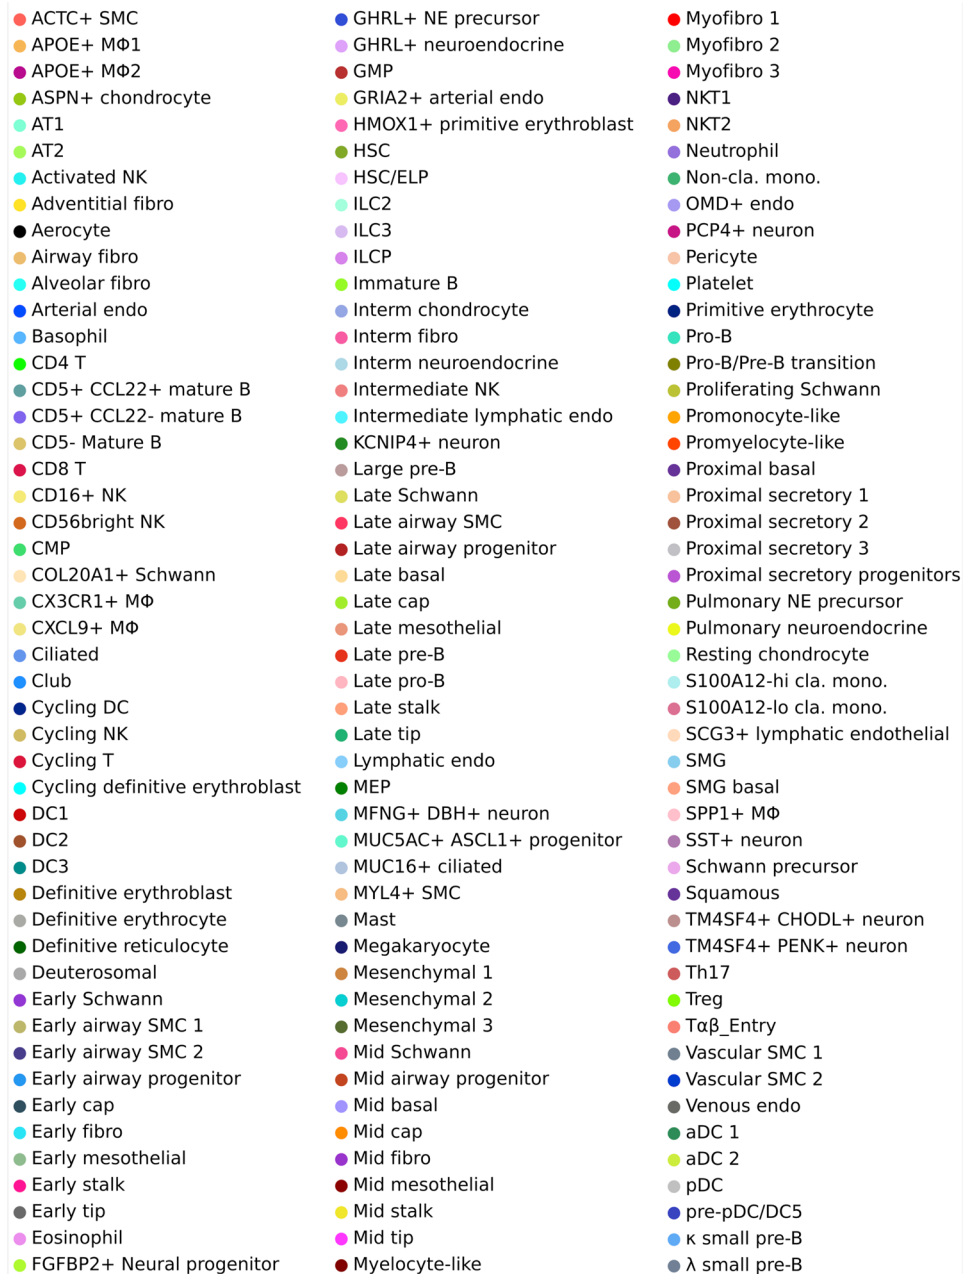 ACTC+ SMC
APOE+ MΦ1
APOE+ MΦ2
ASPN+ chondrocyte
AT1
AT2
Activated NK
Adventitial fibro
Aerocyte
Airway fibro
Alveolar fibro
Arterial endo
Basophil
CD4 T
CD5+ CCL22+ mature B
CD5+ CCL22- mature B
CD5- Mature B
CD8 T
CD16+ NK
CD56bright NK
CMP
COL20A1+ Schwann
CX3CR1+ MΦ
CXCL9+ MΦ
Ciliated
Club
Cycling DC
Cycling NK
Cycling T
Cycling definitive erythroblast
DC1
DC2
DC3
Definitive erythroblast
Definitive erythrocyte
Definitive reticulocyte
Deuterosomal
Early Schwann
Early airway SMC 1
Early airway SMC 2
Early airway progenitor
Early cap
Early fibro
Early mesothelial
Early stalk
Early tip
Eosinophil
FGFBP2+ Neural progenitor
GHRL+ NE precursor
GHRL+ neuroendocrine
GMP
GRIA2+ arterial endo
HMOX1+ primitive erythroblast
HSC
HSC/ELP
ILC2
ILC3
ILCP
Immature B
Interm chondrocyte
Interm fibro
Interm neuroendocrine
Intermediate NK
Intermediate lymphatic endo
KCNIP4+ neuron
Large pre-B
Late Schwann
Late airway SMC
Late airway progenitor
Late basal
Late cap
Late mesothelial
Late pre-B
Late pro-B
Late stalk
Late tip
Lymphatic endo
MEP
MFNG+ DBH+ neuron
MUC5AC+ ASCL1+ progenitor
MUC16+ ciliated
MYL4+ SMC
Mast
Megakaryocyte
Mesenchymal 1
Mesenchymal 2
Mesenchymal 3
Mid Schwann
Mid airway progenitor
Mid basal
Mid cap
Mid fibro
Mid mesothelial
Mid stalk
Mid tip
Myelocyte-like
Myofibro 1
Myofibro 2
Myofibro 3
NKT1
NKT2
Neutrophil
Non-cla. mono.
OMD+ endo
PCP4+ neuron
Pericyte
Platelet
Primitive erythrocyte
Pro-B
Pro-B/Pre-B transition
Proliferating Schwann
Promonocyte-like
Promyelocyte-like
Proximal basal
Proximal secretory 1
Proximal secretory 2
Proximal secretory 3
Proximal secretory progenitors
Pulmonary NE precursor
Pulmonary neuroendocrine
Resting chondrocyte
S100A12-hi cla. mono.
S100A12-lo cla. mono.
SCG3+ lymphatic endothelial
SMG
SMG basal
SPP1+ MΦ
SST+ neuron
Schwann precursor
Squamous
TM4SF4+ CHODL+ neuron
TM4SF4+ PENK+ neuron
Th17
Treg
Tαβ_Entry
Vascular SMC 1
Vascular SMC 2
Venous endo
aDC 1
aDC 2
pDC
pre-pDC/DC5
κ small pre-B
λ small pre-B